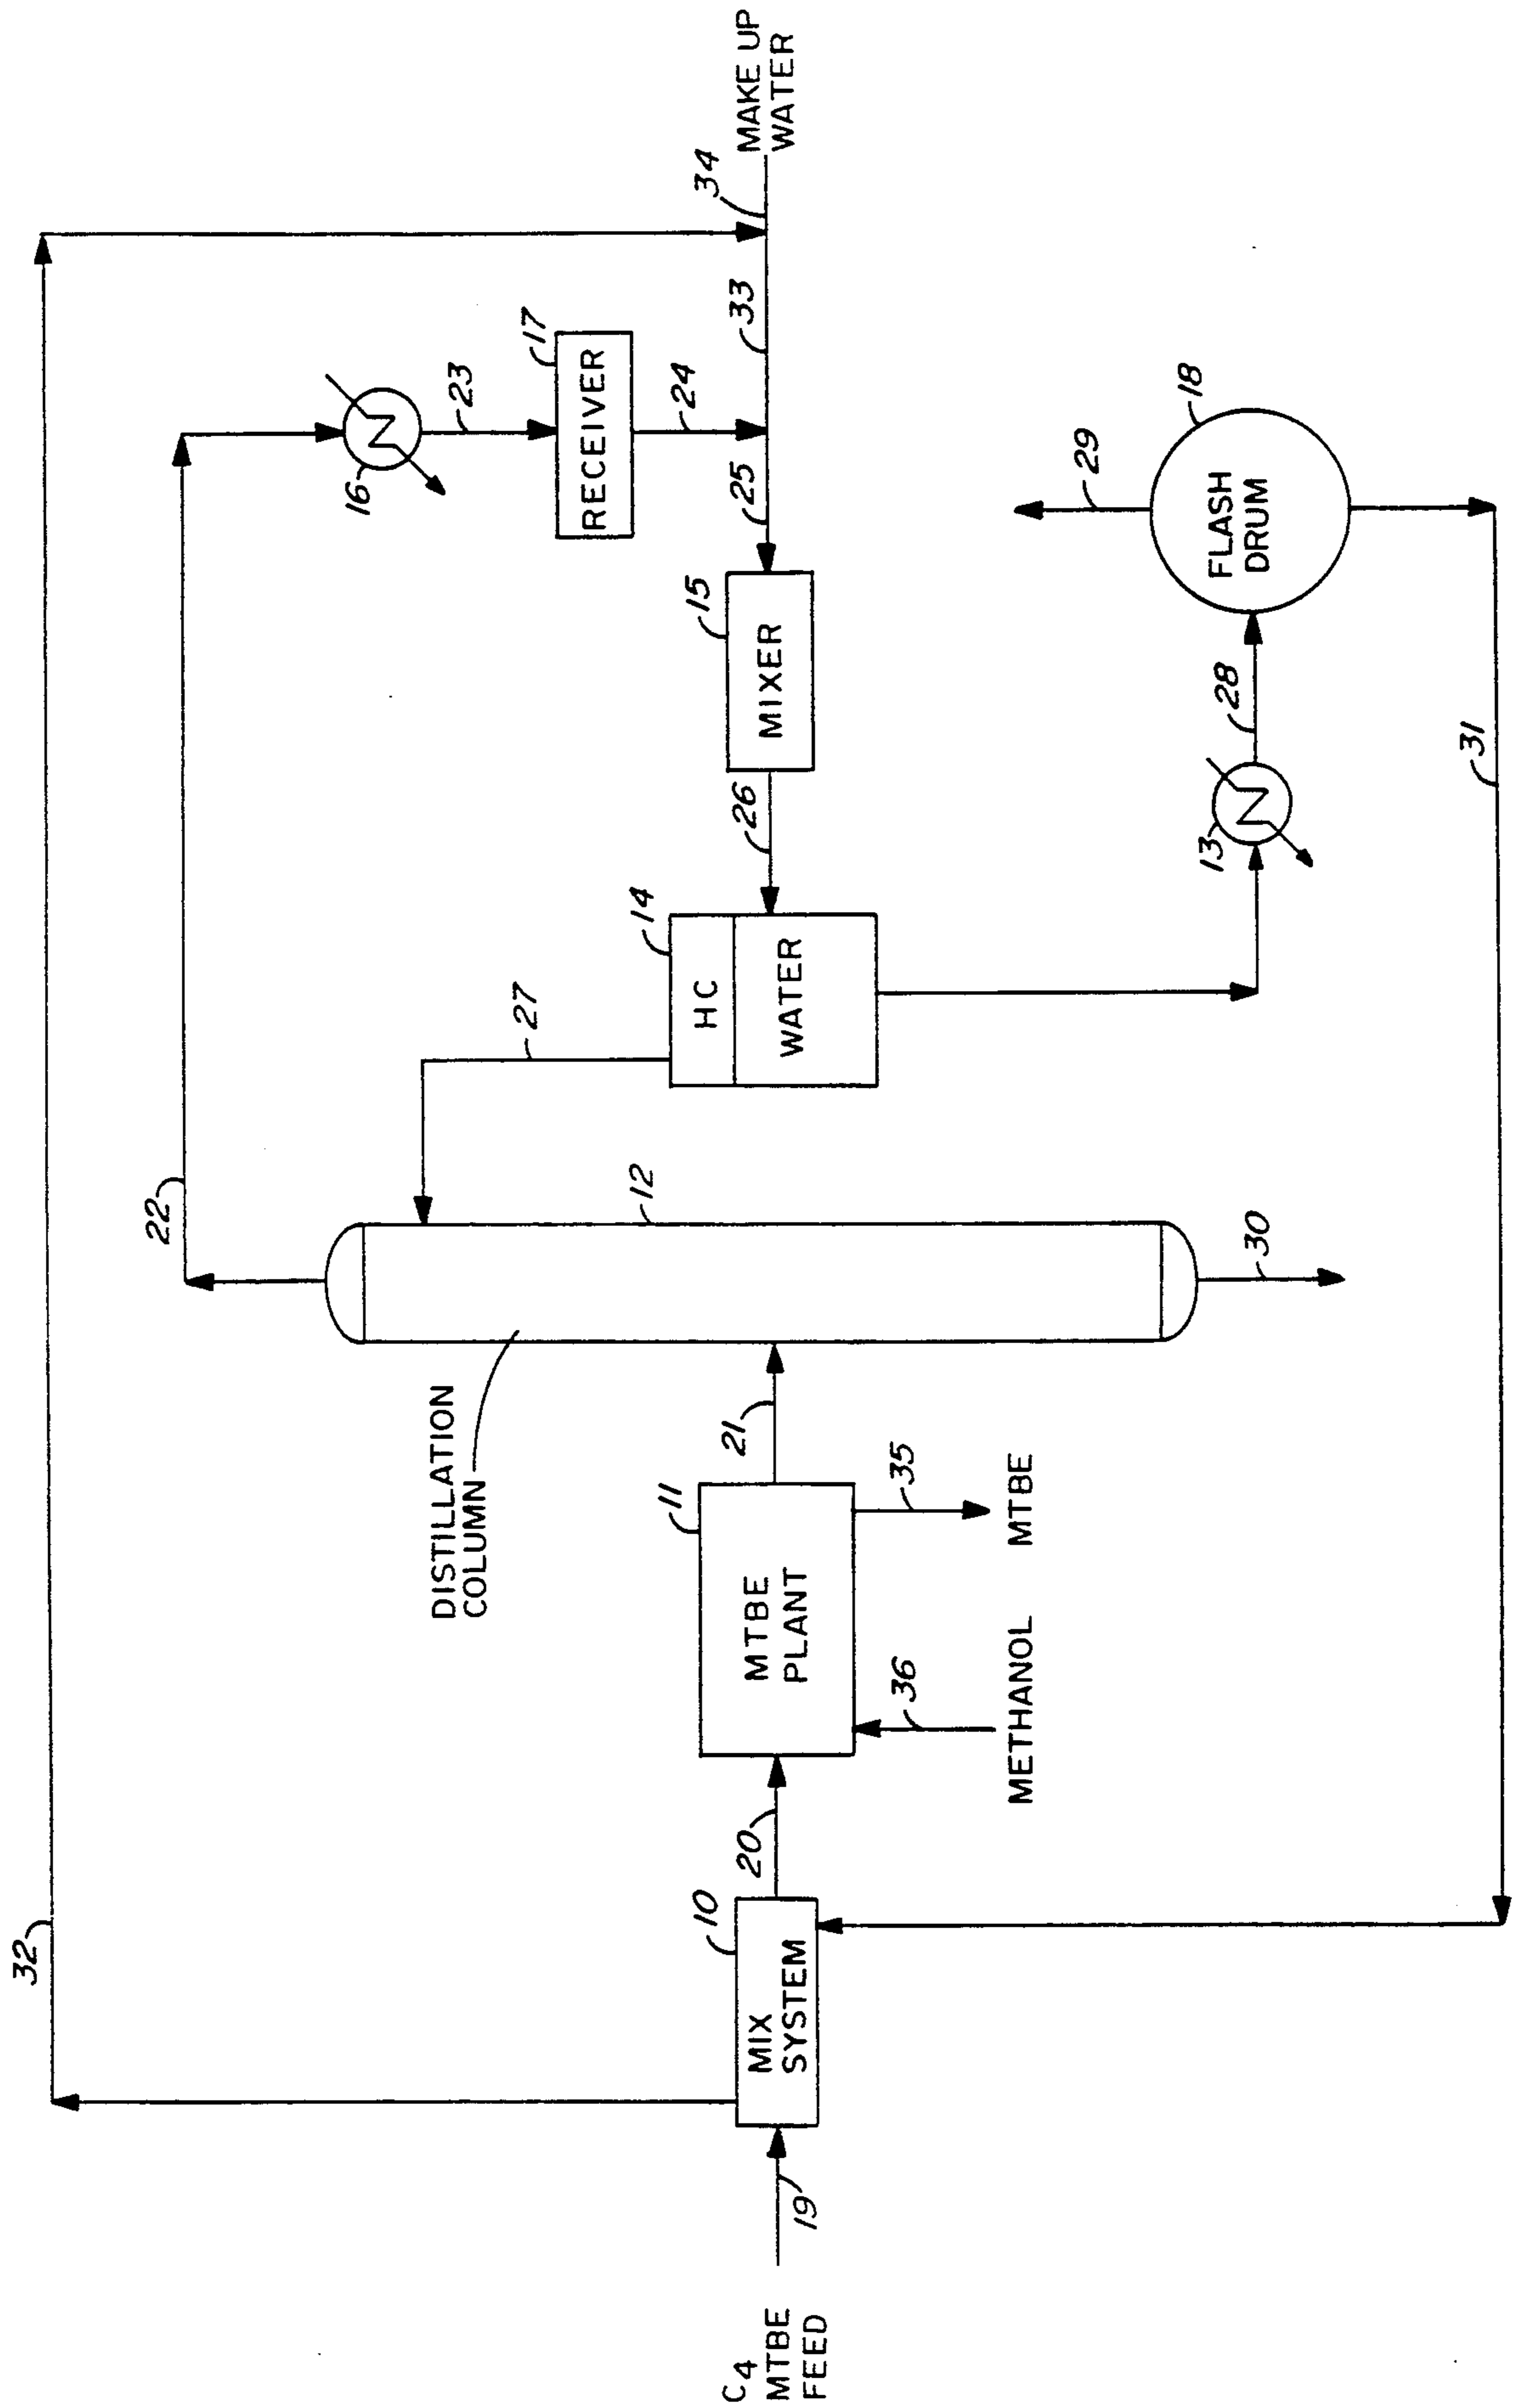 32
22
16
23
17
RECEIVER
24
34
MAKE UP
WATER
33
25
15
MIXER
26
14
HC
WATER
27
12
DISTILLATION
COLUMN
30
29
18
FLASH
DRUM
28
13
31
21
11
MTBE
PLANT
35
MTBE
36
METHANOL
20
10
MIX
SYSTEM
19
C4
MTBE
FEED